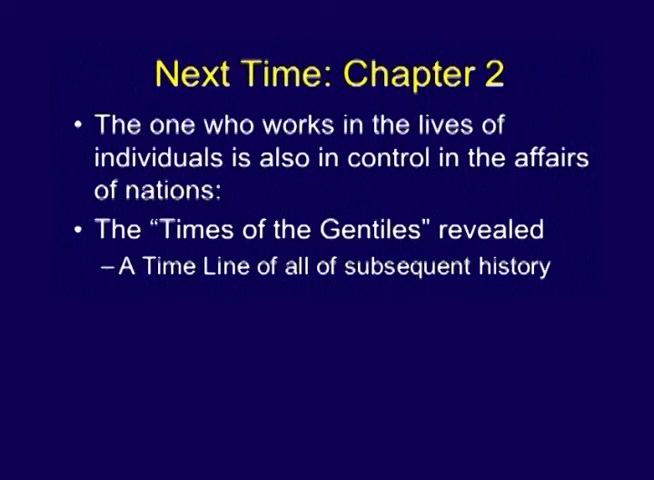 Next Time: Chapter 2
• The one who works in the lives of
individuals is also in control in the affairs
of nations:
• The “Times of the Gentiles” revealed
– A Time Line of all of subsequent history